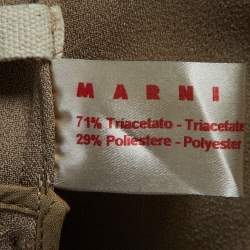 MARNI
71% Triacetato - Triacetate
29% Poliestere - Polyester